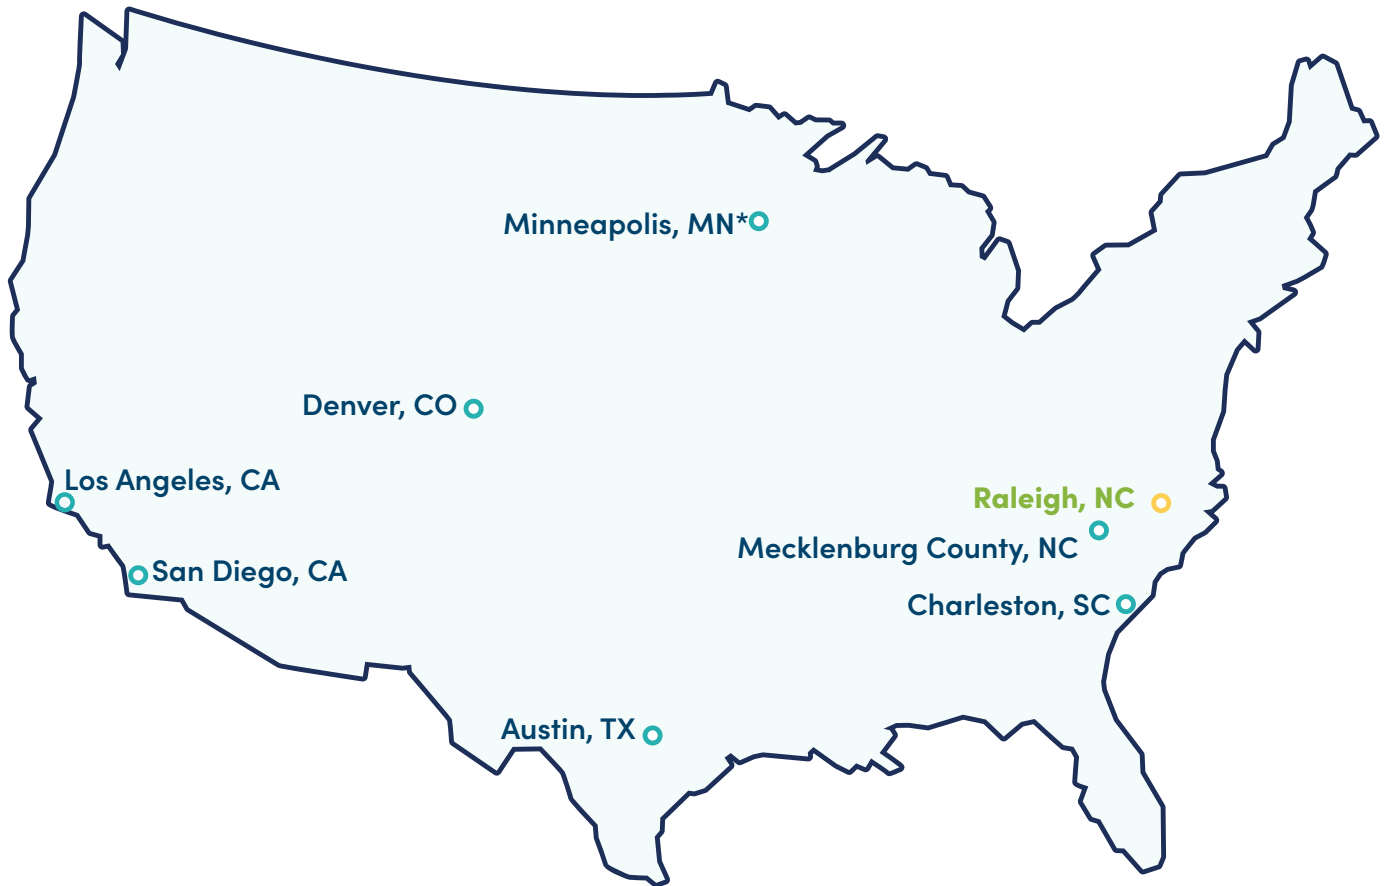 Minneapolis, MN*
Denver, CO
Los Angeles, CA
Raleigh, NC
Mecklenburg County, NC
San Diego, CA
Charleston, SC
Austin, TX